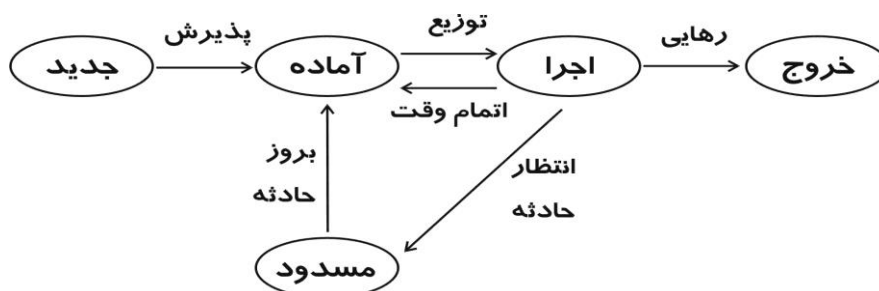 جدید
پذیرش
آماده
توزیع
اتمام وقت
اجرا
رهایی
خروج
بروز
حادثه
انتظار
حادثه
مسدود